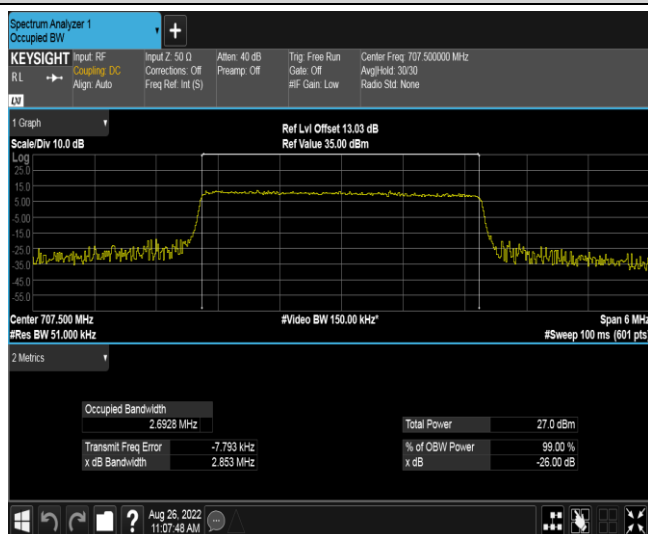 Spectrum Analyzer 1
Occupied BW
+
KEYSIGHT
RL
LXI
Input: RF
Coupling: DC
Align: Auto
Input Z: 50 Ω
Corrections: Off
Freq Ref: Int (S)
Atten: 40 dB
Preamp: Off
Trig: Free Run
Gate: Off
#IF Gain: Low
Center Freq: 707.500000 MHz
Avg|Hold: 30/30
Radio Std: None
1 Graph
Scale/Div 10.0 dB
Ref Lvl Offset 13.03 dB
Ref Value 35.00 dBm
Log
25.0
15.0
5.00
-5.00
-15.0
-25.0
-35.0
-45.0
-55.0
Center 707.500 MHz
#Res BW 51.000 kHz
#Video BW 150.00 kHz*
Span 6 MHz
#Sweep 100 ms (601 pts)
2 Metrics
Occupied Bandwidth
2.6928 MHz
Transmit Freq Error -7.793 kHz
x dB Bandwidth 2.853 MHz
Total Power 27.0 dBm
% of OBW Power 99.00 %
x dB -26.00 dB
?
Aug 26, 2022
11:07:48 AM